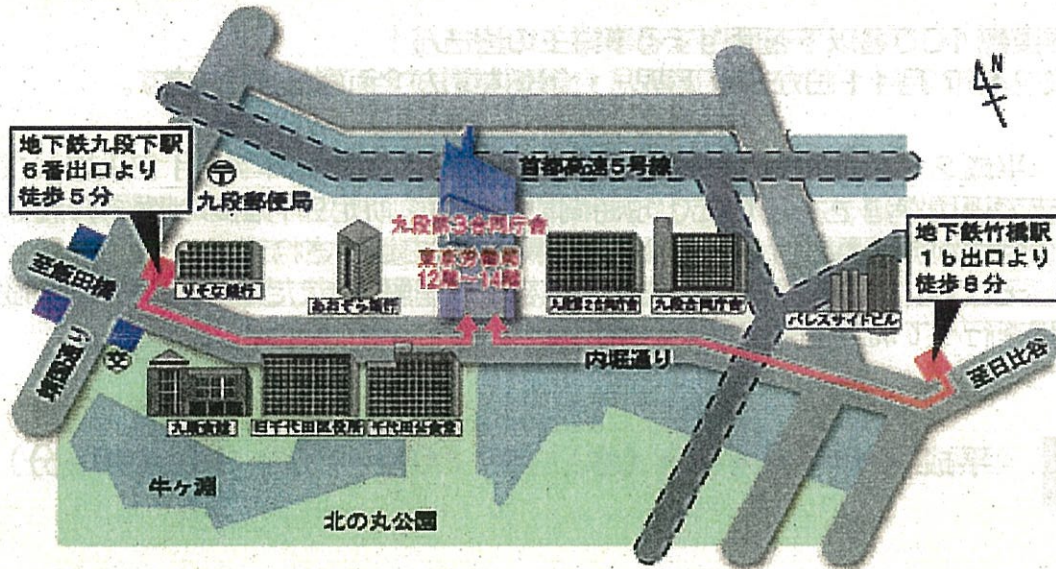 N
地下鉄九段下駅
6番出口より
徒歩5分
〒
九段郵便局
首都高速5号線
九段第3合同庁舎
東京労働局
12階~14階
地下鉄竹橋駅
1b出口より
徒歩8分
至飯田橋
りそな銀行
あおぞら銀行
九段第2合同庁舎
九段合同庁舎
パレスサイドビル
靖国通り
内堀通り
至日比谷
九段会館
旧千代田区役所
千代田公会堂
牛ヶ淵
北の丸公園